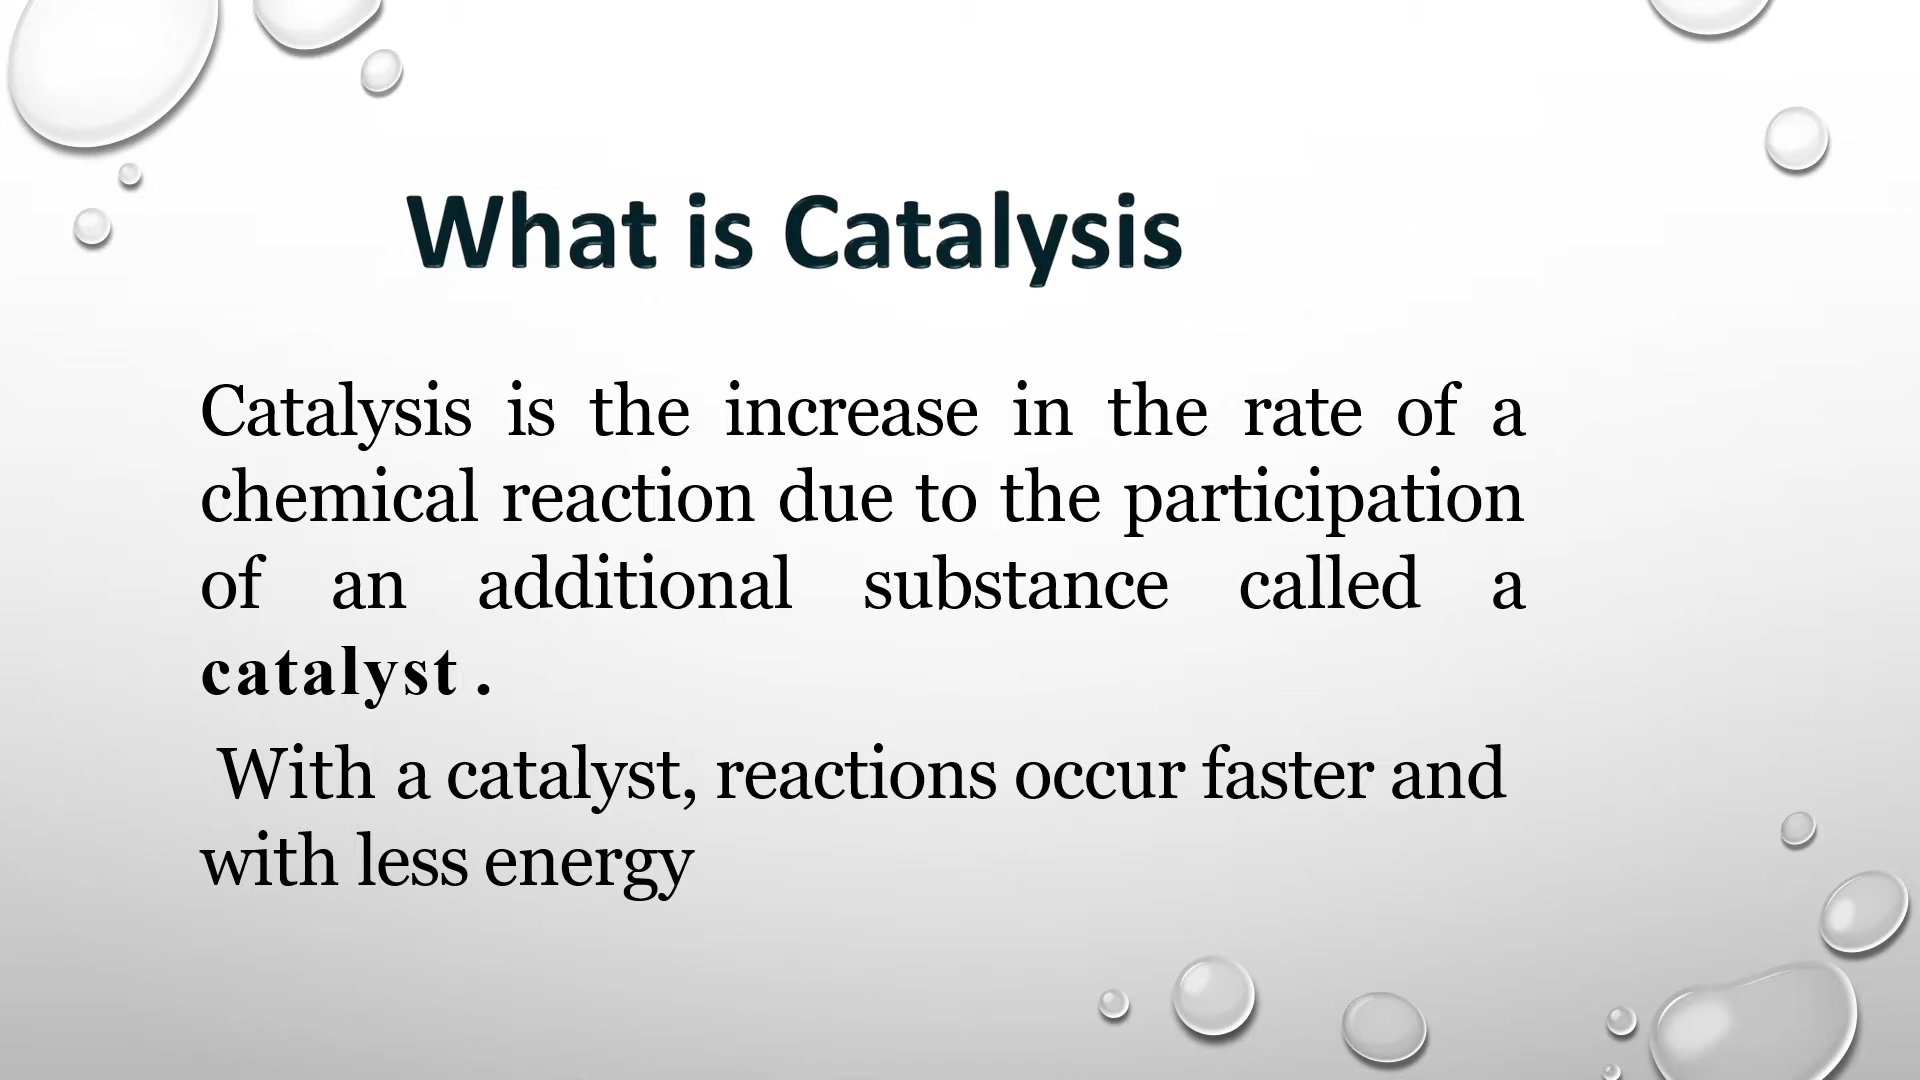 What is Catalysis
Catalysis is the increase in the rate of a
chemical reaction due to the participation
of an additional substance called a
catalyst .
With a catalyst, reactions occur faster and
with less energy